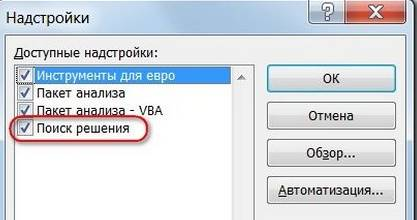 Надстройки
Доступные надстройки:
Инструменты для евро
Пакет анализа
Пакет анализа - VBA
Поиск решения
ОК
Отмена
Обзор...
Автоматизация...